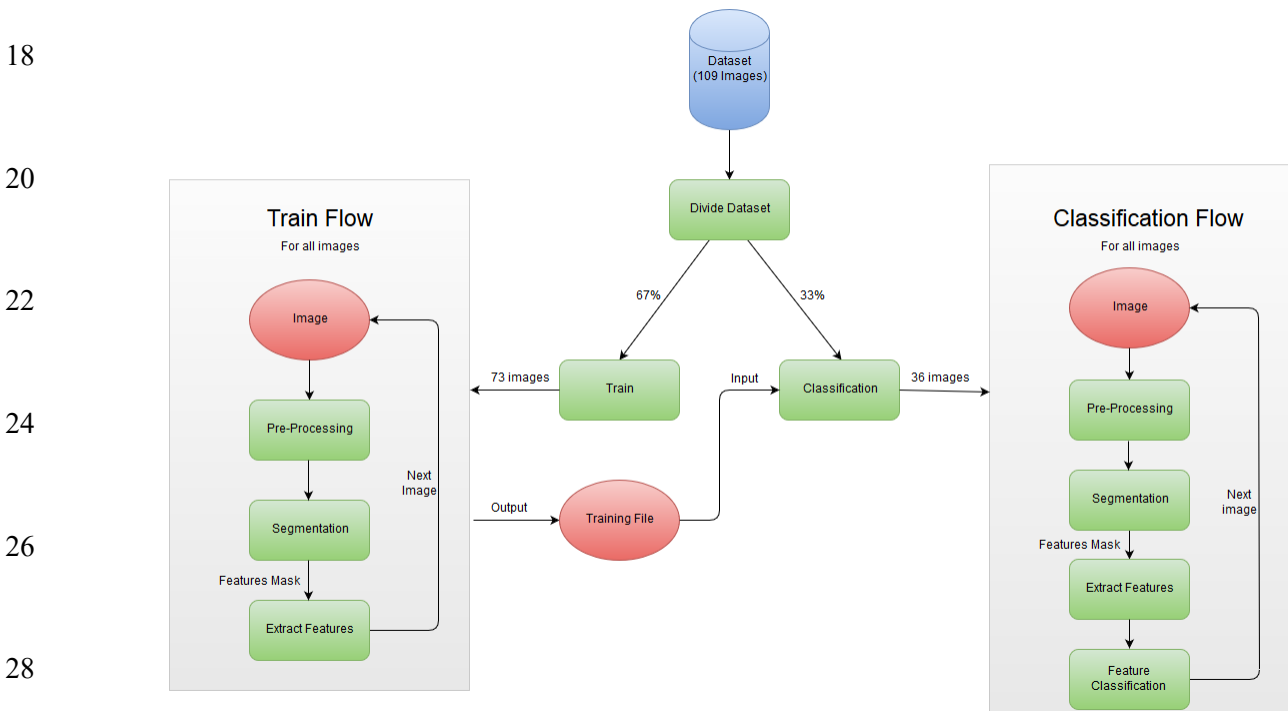 18
Dataset
(109 Images)
20
Divide Dataset
Train Flow
For all images
Classification Flow
For all images
22
67%
33%
Image
Image
73 images
Train
Input
Classification
36 images
24
Pre-Processing
Pre-Processing
Next
Image
Output
Training File
Segmentation
Segmentation
Next
image
26
Features Mask
Features Mask
Extract Features
Extract Features
28
Feature
Classification